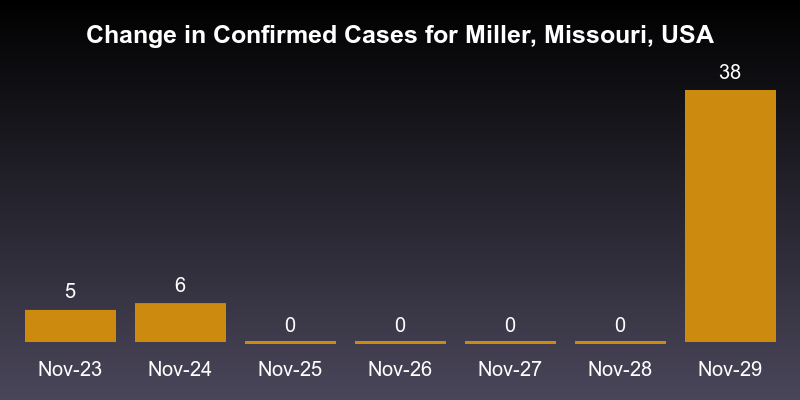 Change in Confirmed Cases for Miller, Missouri, USA
38
6
5
0 0 0 0
Nov-23 Nov-24 Nov-25 Nov-26 Nov-27 Nov-28 Nov-29